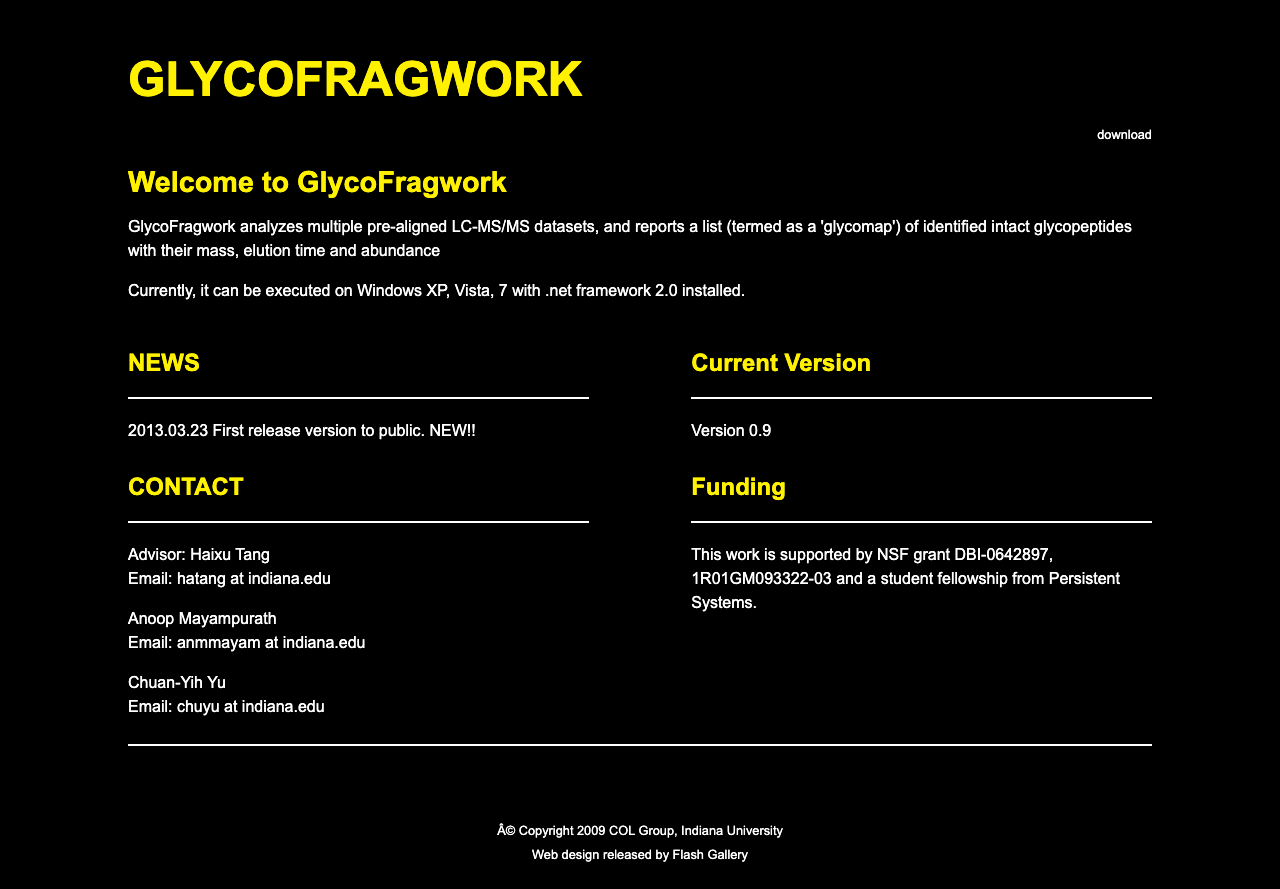 GLYCOFRAGWORK
download
Welcome to GlycoFragwork
GlycoFragwork analyzes multiple pre-aligned LC-MS/MS datasets, and reports a list (termed as a 'glycomap') of identified intact glycopeptides
with their mass, elution time and abundance
Currently, it can be executed on Windows XP, Vista, 7 with .net framework 2.0 installed.
NEWS
2013.03.23 First release version to public. NEW!!
CONTACT
Advisor: Haixu Tang
Email: hatang at indiana.edu
Anoop Mayampurath
Email: anmmayam at indiana.edu
Chuan-Yih Yu
Email: chuyu at indiana.edu
Current Version
Version 0.9
Funding
This work is supported by NSF grant DBI-0642897,
1R01GM093322-03 and a student fellowship from Persistent
Systems.
Â© Copyright 2009 COL Group, Indiana University
Web design released by Flash Gallery